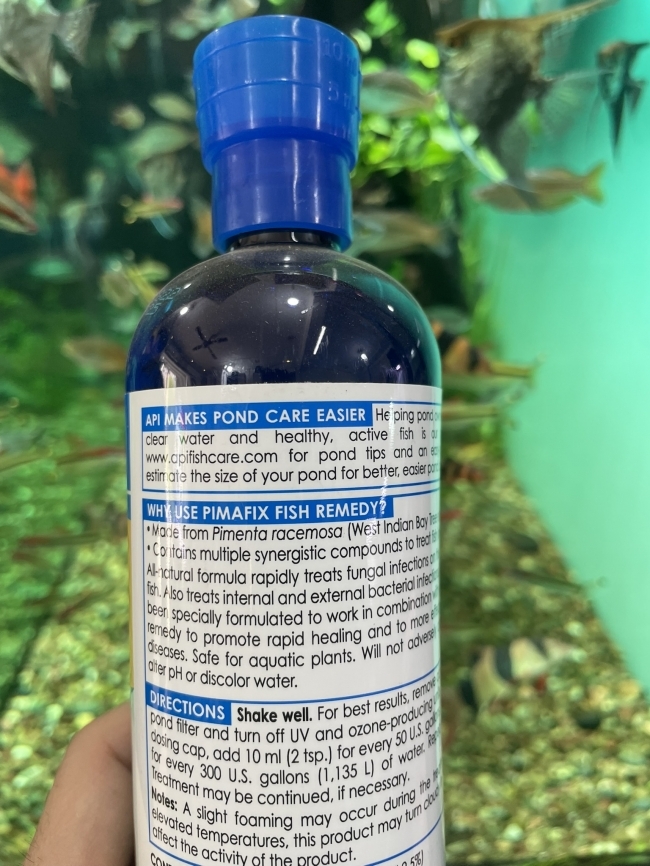 API MAKES POND CARE EASIER Helping pond
clear water and healthy, active fish is
www.apifishcare.com for pond tips and an
estimate the size of your pond for better, easier
WHY USE PIMAFIX FISH REMEDY?
• Made from Pimenta racemosa (West Indian Bay
• Contains multiple synergistic compounds to treat
All-natural formula rapidly treats fungal infections
fish. Also treats internal and external bacterial
been specially formulated to work in combination
remedy to promote rapid healing and to more
diseases. Safe for aquatic plants. Will not
alter pH or discolor water.
DIRECTIONS Shake well. For best results, remove
pond filter and turn off UV and ozone-producing
dosing cap, add 10 ml (2 tsp.) for every 50 U.S.
for every 300 U.S. gallons (1,135 L) of water.
Treatment may be continued, if necessary.
Notes: A slight foaming may occur during the
elevated temperatures, this product may turn
affect the activity of the product.